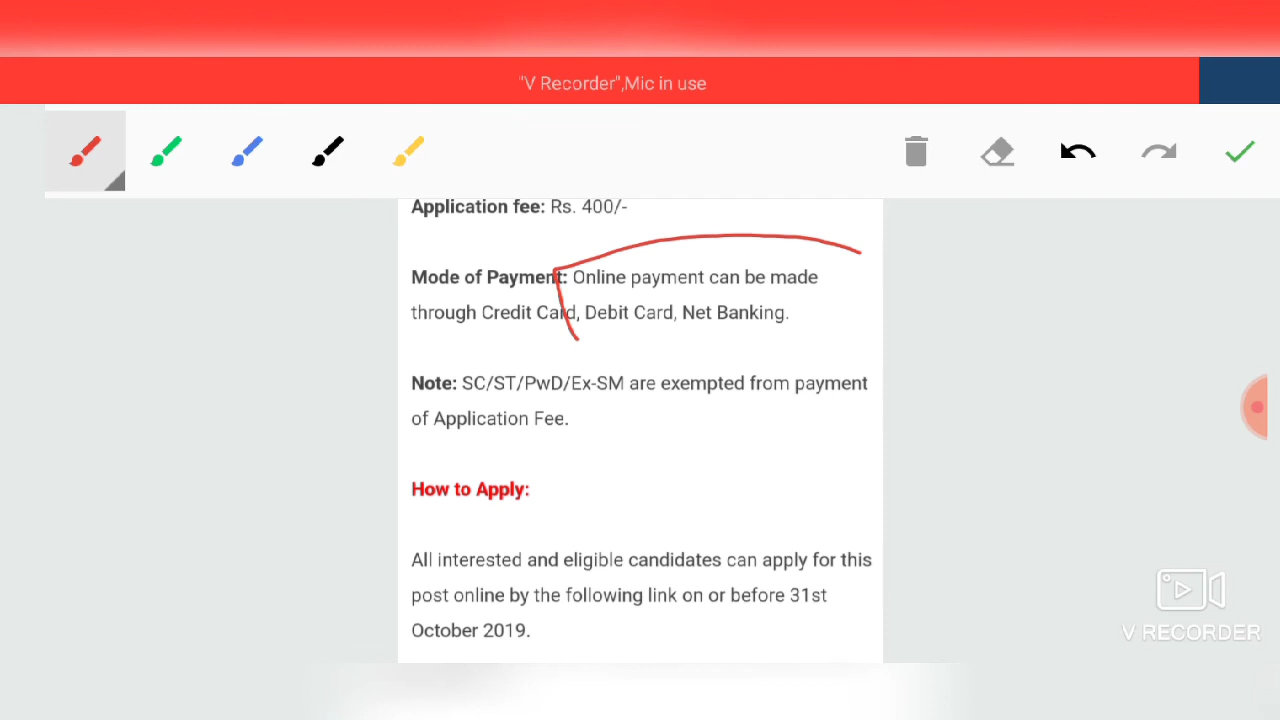 "V Recorder",Mic in use
Application fee: Rs. 400/-
Mode of Payment: Online payment can be made
through Credit Card, Debit Card, Net Banking.
Note: SC/ST/PwD/Ex-SM are exempted from payment
of Application Fee.
How to Apply:
All interested and eligible candidates can apply for this
post online by the following link on or before 31st
October 2019.
V RECORDER